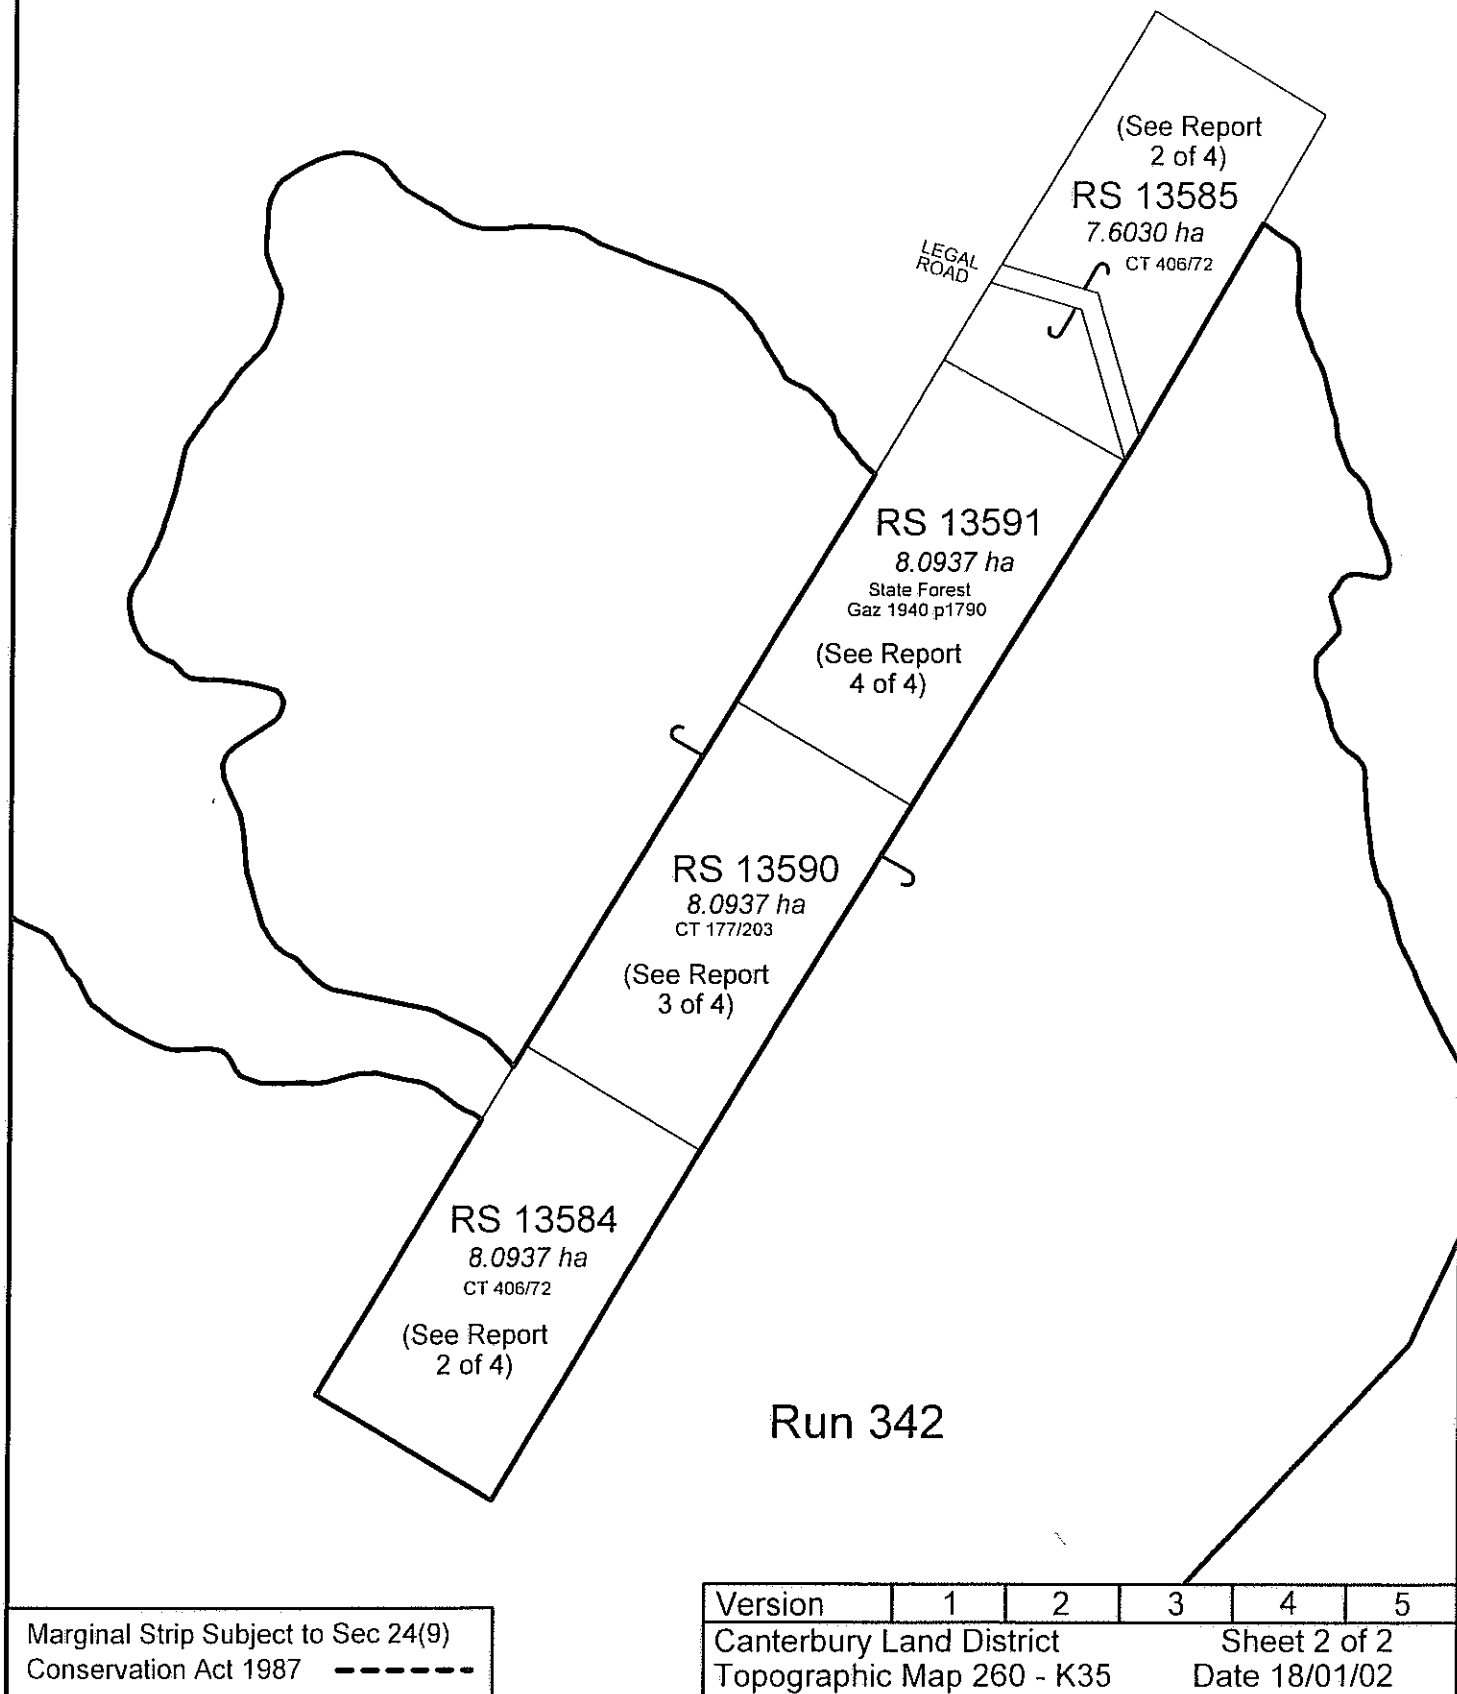 (See Report
2 of 4)
RS 13585
7.6030 ha
CT 406/72
LEGAL
ROAD
RS 13591
8.0937 ha
State Forest
Gaz 1940 p1790
(See Report
4 of 4)
RS 13590
8.0937 ha
CT 177/203
(See Report
3 of 4)
RS 13584
8.0937 ha
CT 406/72
(See Report
2 of 4)
Run 342
Marginal Strip Subject to Sec 24(9)
Conservation Act 1987
Version 1 2 3 4 5
Canterbury Land District Sheet 2 of 2
Topographic Map 260 - K35 Date 18/01/02